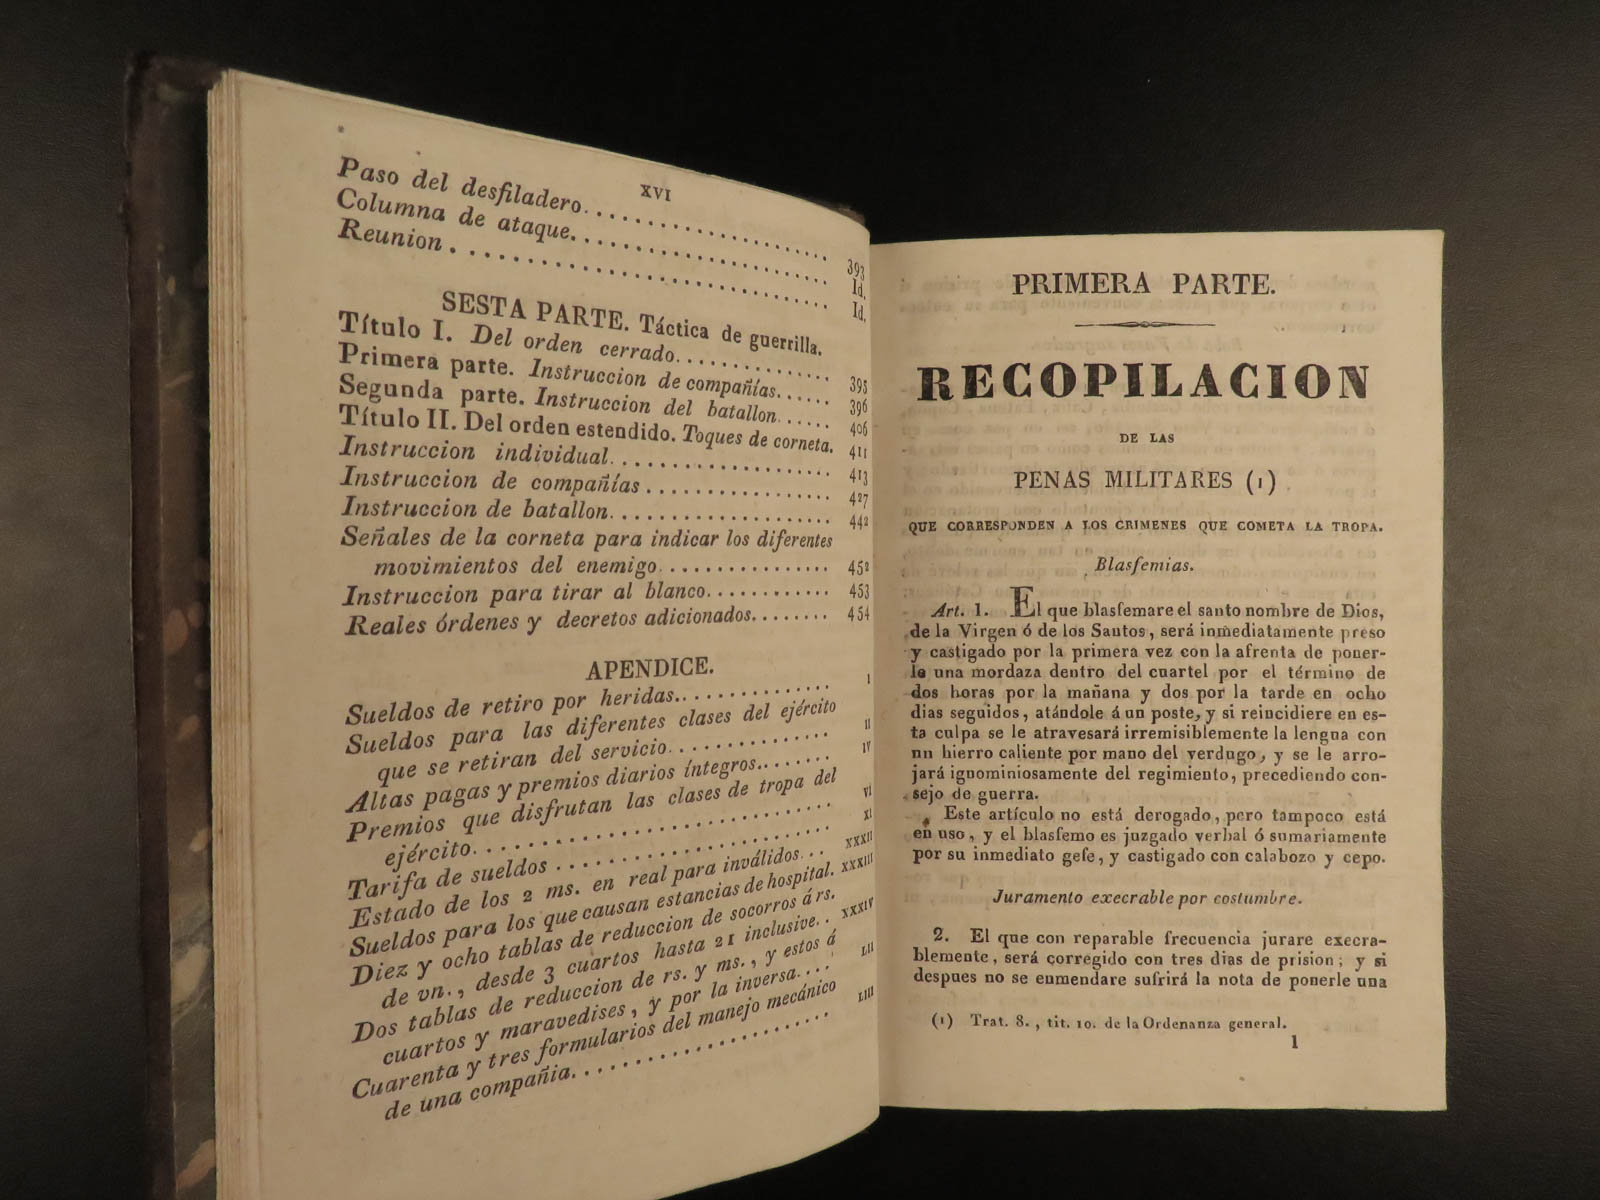 XVI
Paso del desfiladero. . . . . . . . . . . . . . . . . . . 393
Columna de ataque. . . . . . . . . . . . . . . . . . . . Id.
Reunion . . . . . . . . . . . . . . . . . . . . . . . . . Id.
SESTA PARTE. Táctica de guerrilla.
Título I. Del orden cerrado. . . . . . . . . . . . 395
Primera parte. Instruccion de compañías. . . . . . 396
Segunda parte. Instruccion del batallon. . . . . . 406
Título II. Del orden estendido. Toques de corneta. 411
Instruccion individual. . . . . . . . . . . . . . . . 413
Instruccion de compañías . . . . . . . . . . . . . . 427
Instruccion de batallon. . . . . . . . . . . . . . . . 442
Señales de la corneta para indicar los diferentes
movimientos del enemigo. . . . . . . . . . . . . . 452
Instruccion para tirar al blanco. . . . . . . . . . . 453
Reales órdenes y decretos adicionados. . . . . . . . 454
APENDICE.
Sueldos de retiro por heridas. . . . . . . . . . . . . I
Sueldos para las diferentes clases del ejército
que se retiran del servicio. . . . . . . . . . . . . . II
Altas pagas y premios diarios íntegros. . . . . . . . IV
Premios que disfrutan las clases de tropa del
ejército. . . . . . . . . . . . . . . . . . . . . . . . VI
Tarifa de sueldos . . . . . . . . . . . . . . . . . . . XI
Estado de los 2 ms. en real para inválidos. . . XXXII
Sueldos para los que causan estancias de hospital. XXXIII
Diez y ocho tablas de reduccion de socorros á rs.
de vn., desde 3 cuartos hasta 21 inclusive. . XXXIV
Dos tablas de reduccion de rs. y ms., y estos á
cuartos y maravedises, y por la inversa. . . . LII
Cuarenta y tres formularios del manejo mecánico
de una compañia. . . . . . . . . . . . . . . . . . . LIII
PRIMERA PARTE.
RECOPILACION
DE LAS
PENAS MILITARES (1)
QUE CORRESPONDEN A LOS CRIMENES QUE COMETA LA TROPA.
Blasfemias.
Art. 1. El que blasfemare el santo nombre de Dios,
de la Virgen ó de los Santos, será inmediatamente preso
y castigado por la primera vez con la afrenta de poner-
le una mordaza dentro del cuartel por el término de
dos horas por la mañana y dos por la tarde en ocho
dias seguidos, atándole á un poste, y si reincidiere en es-
ta culpa se le atravesará irremisiblemente la lengua con
un hierro caliente por mano del verdugo, y se le arro-
jará ignominiosamente del regimiento, precediendo con-
sejo de guerra.
Este artículo no está derogado, pero tampoco está
en uso, y el blasfemo es juzgado verbal ó sumariamente
por su inmediato gefe, y castigado con calabozo y cepo.
Juramento execrable por costumbre.
2. El que con reparable frecuencia jurare execra-
blemente, será corregido con tres dias de prision; y si
despues no se enmendare sufrirá la nota de ponerle una
(1) Trat. 8., tit. 10. de la Ordenanza general.
1